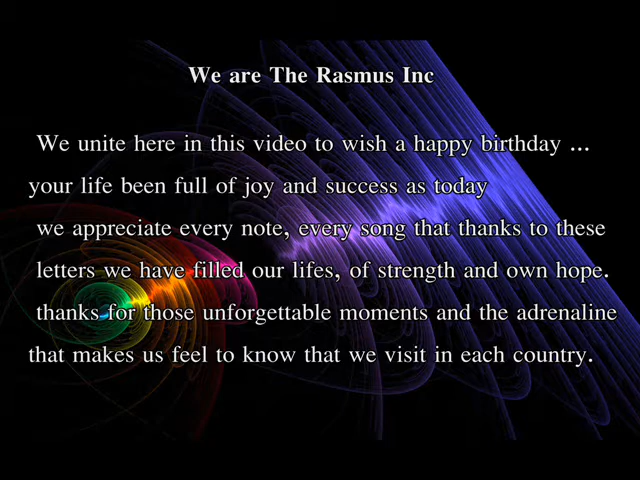 We are The Rasmus Inc
We unite here in this video to wish a happy birthday ...
your life been full of joy and success as today
we appreciate every note, every song that thanks to these
letters we have filled our lifes, of strength and own hope.
thanks for those unforgettable moments and the adrenaline
that makes us feel to know that we visit in each country.